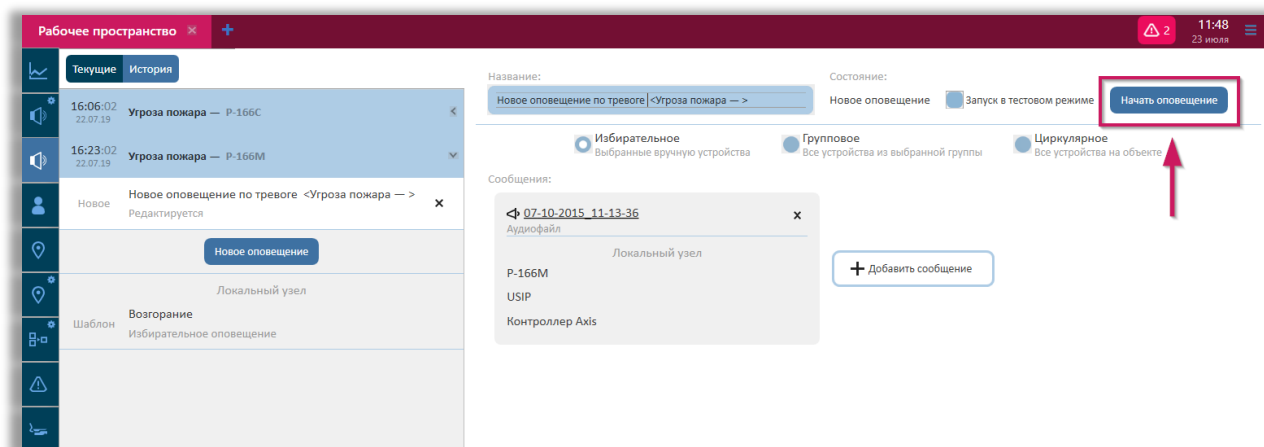 Рабочее пространство
2
11:48
23 июля
Текущие История
16:06:02
22.07.19
Угроза пожара — Р-166С
16:23:02
22.07.19
Угроза пожара — Р-166М
Новое
Новое оповещение по тревоге <Угроза пожара — >
Редактируется
Новое оповещение
Локальный узел
Шаблон
Возгорание
Избирательное оповещение
Название:
Новое оповещение по тревоге <Угроза пожара — >
Состояние:
Новое оповещение
Запуск в тестовом режиме
Начать оповещение
Избирательное
Выбранные вручную устройства
Групповое
Все устройства из выбранной группы
Циркулярное
Все устройства на объекте
Сообщения:
07-10-2015_11-13-36
Аудиофайл
Локальный узел
Р-166М
USIP
Контроллер Axis
Добавить сообщение